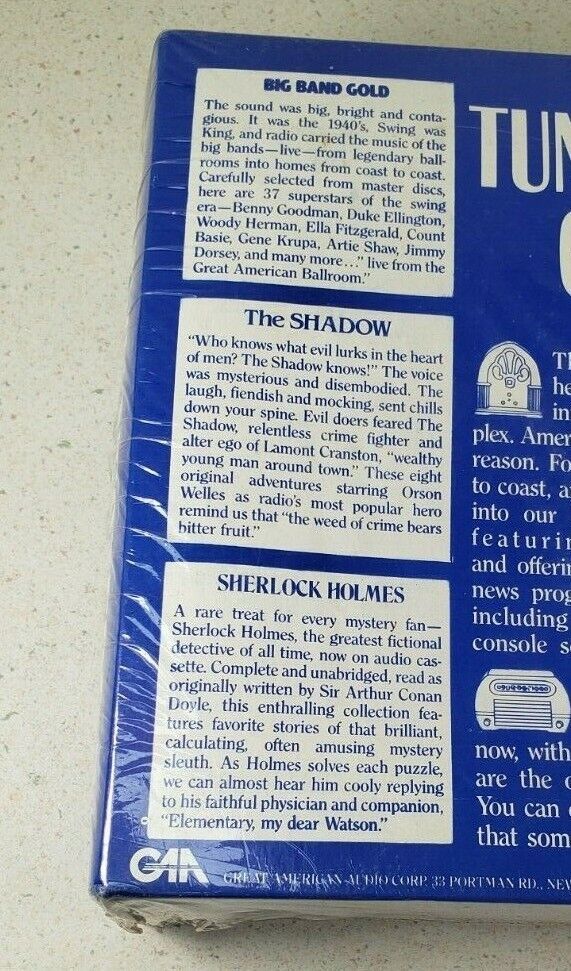 BIG BAND GOLD
The sound was big, bright and conta-
gious. It was the 1940's, Swing was
King, and radio carried the music of the
big bands—live—from legendary ball-
rooms into homes from coast to coast.
Carefully selected from master discs,
here are 37 superstars of the swing
era—Benny Goodman, Duke Ellington,
Woody Herman, Ella Fitzgerald, Count
Basie, Gene Krupa, Artie Shaw, Jimmy
Dorsey, and many more..." live from the
Great American Ballroom."
The SHADOW
"Who knows what evil lurks in the heart
of men? The Shadow knows!" The voice
was mysterious and disembodied. The
laugh, fiendish and mocking, sent chills
down your spine. Evil doers feared The
Shadow, relentless crime fighter and
alter ego of Lamont Cranston, "wealthy
young man around town." These eight
original adventures starring Orson
Welles as radio's most popular hero
remind us that "the weed of crime bears
bitter fruit."
SHERLOCK HOLMES
A rare treat for every mystery fan—
Sherlock Holmes, the greatest fictional
detective of all time, now on audio cas-
sette. Complete and unabridged, read as
originally written by Sir Arthur Conan
Doyle, this enthralling collection fea-
tures favorite stories of that brilliant,
calculating, often amusing mystery
sleuth. As Holmes solves each puzzle,
we can almost hear him cooly replying
to his faithful physician and companion,
"Elementary, my dear Watson."
GAA
GREAT AMERICAN AUDIO CORP. 33 PORTMAN RD., NEW
TUN
Th
he
in
plex. Amer
reason. Fo
to coast, a
into our
featurin
and offerin
news prog
including
console s
now, with
are the
You can
that som